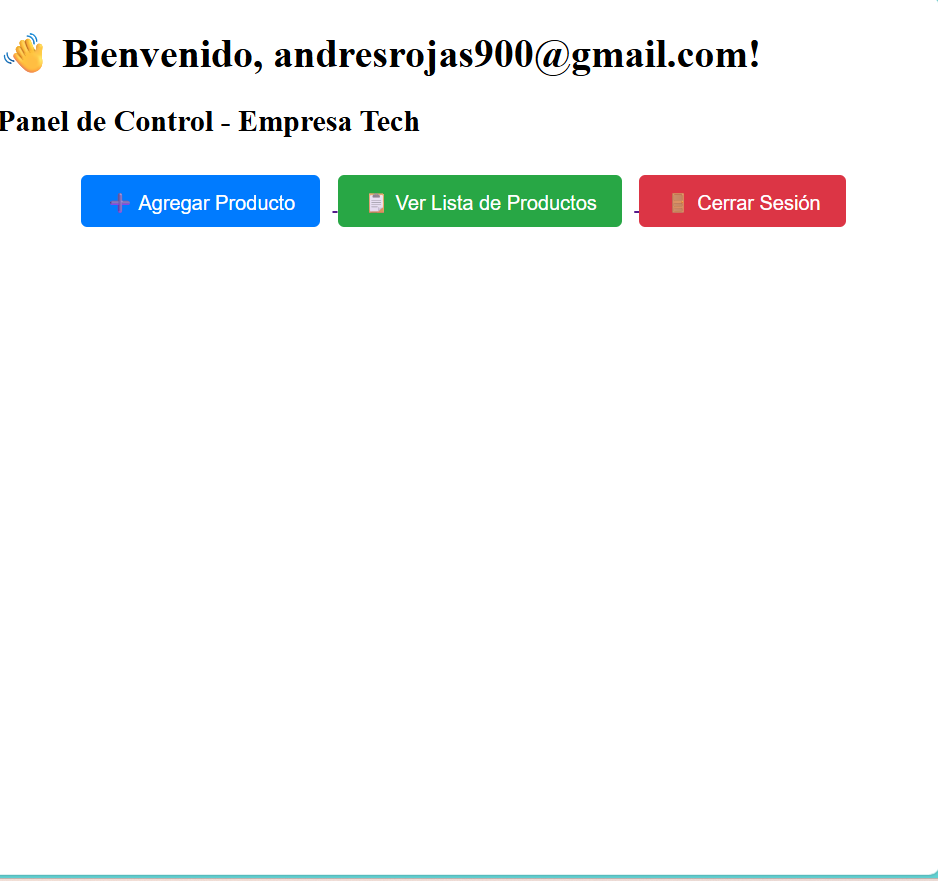 👋 Bienvenido, andresrojas900@gmail.com!
Panel de Control - Empresa Tech
➕ Agregar Producto 📋 Ver Lista de Productos 🚪 Cerrar Sesión